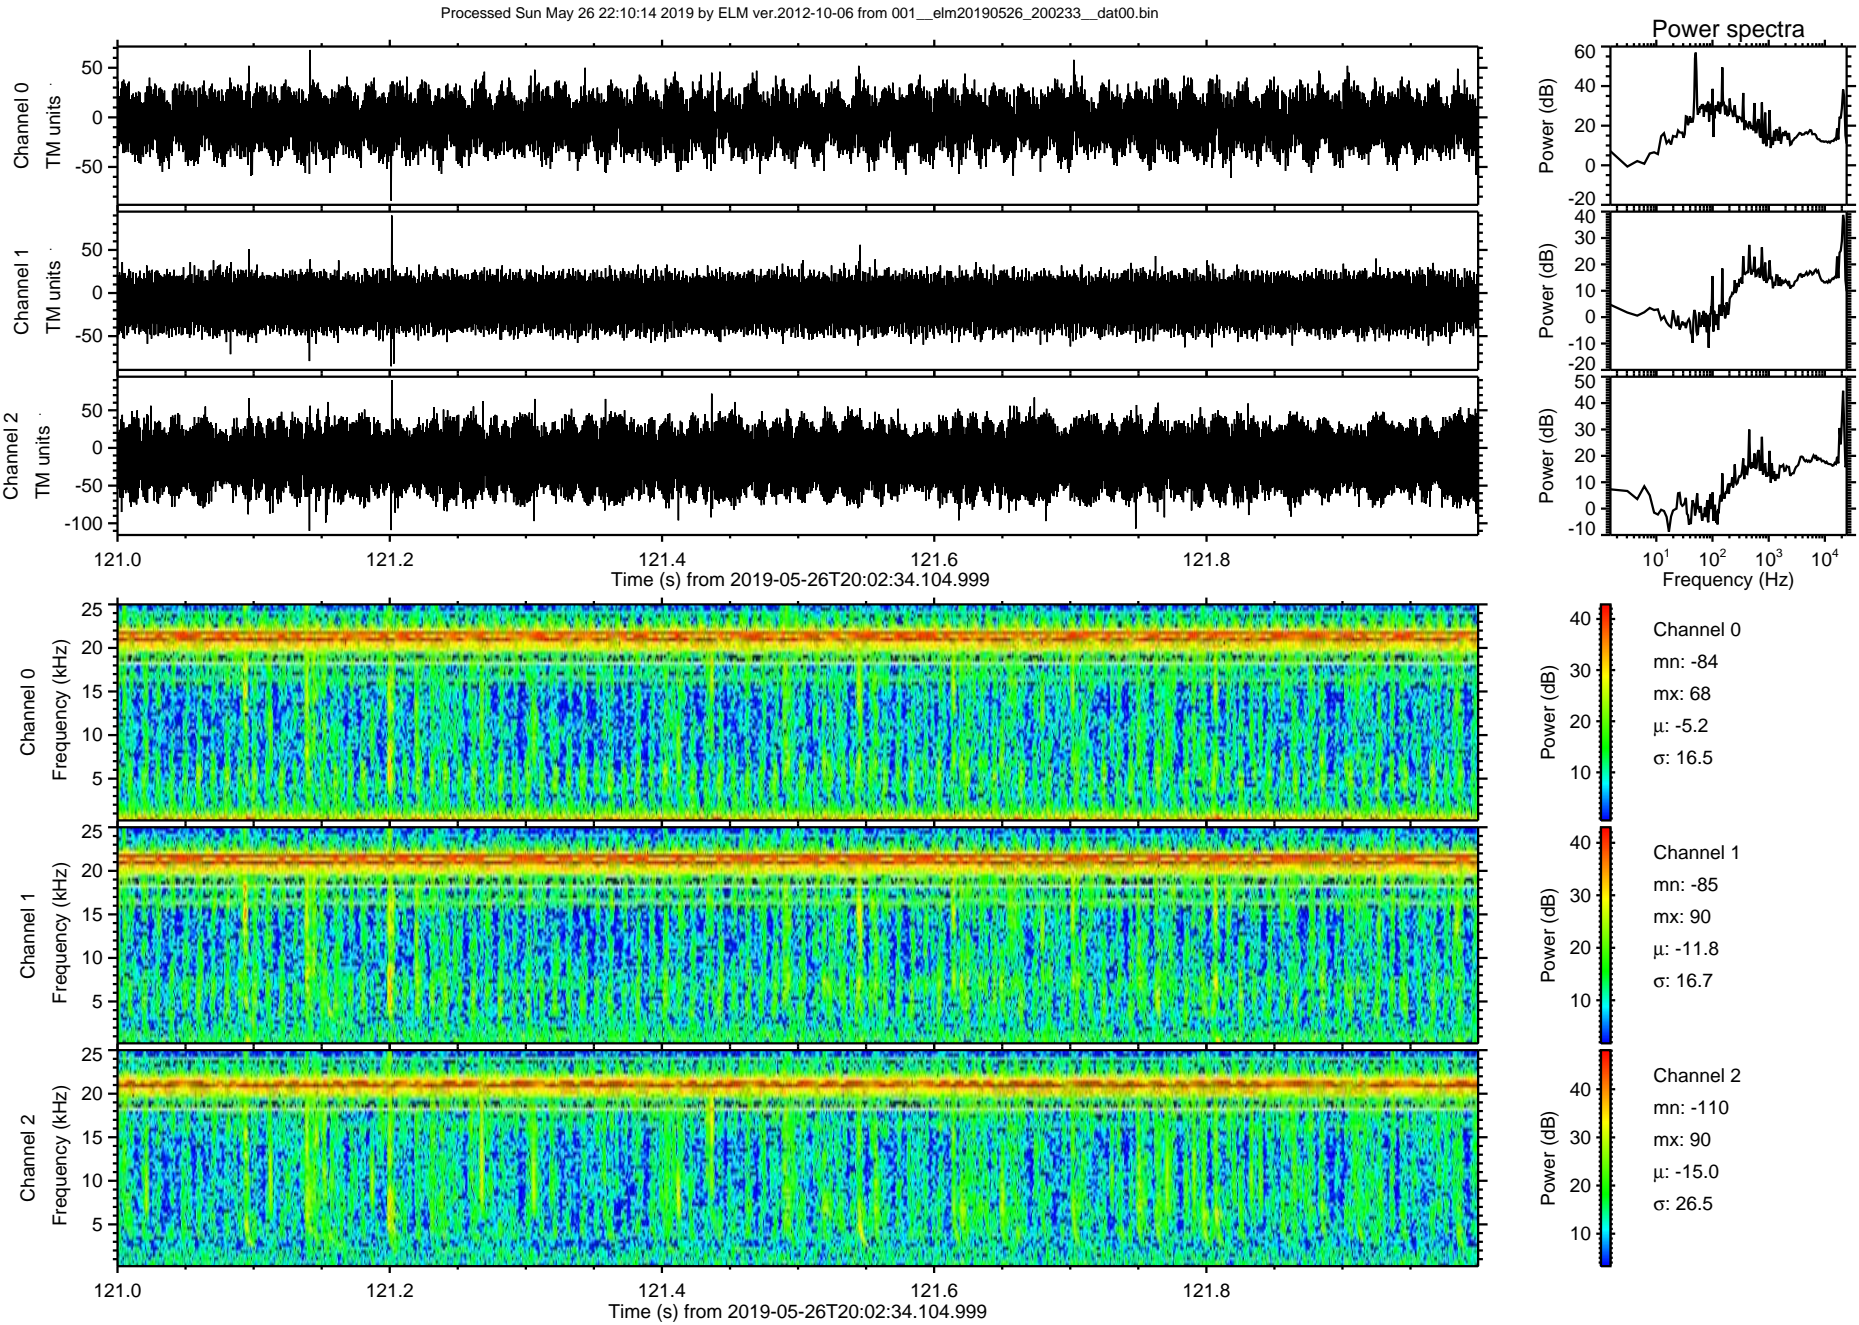 Processed Sun May 26 22:10:14 2019 by ELM ver.2012-10-06 from 001__elm20190526_200233__dat00.bin
Power spectra
Channel 0
TM units
50
0
-50
Power (dB)
60
40
20
0
-20
Channel 1
TM units
50
0
-50
Power (dB)
40
30
20
10
0
-10
-20
Channel 2
TM units
50
0
-50
-100
Power (dB)
50
40
30
20
10
0
-10
121.0 121.2 121.4 121.6 121.8
Time (s) from 2019-05-26T20:02:34.104.999
10^1 10^2 10^3 10^4
Frequency (Hz)
Channel 0
Frequency (kHz)
25
20
15
10
5
Power (dB)
40
30
20
10
Channel 0
mn: -84
mx: 68
μ: -5.2
σ: 16.5
Channel 1
Frequency (kHz)
25
20
15
10
5
Power (dB)
40
30
20
10
Channel 1
mn: -85
mx: 90
μ: -11.8
σ: 16.7
Channel 2
Frequency (kHz)
25
20
15
10
5
Power (dB)
40
30
20
10
Channel 2
mn: -110
mx: 90
μ: -15.0
σ: 26.5
121.0 121.2 121.4 121.6 121.8
Time (s) from 2019-05-26T20:02:34.104.999